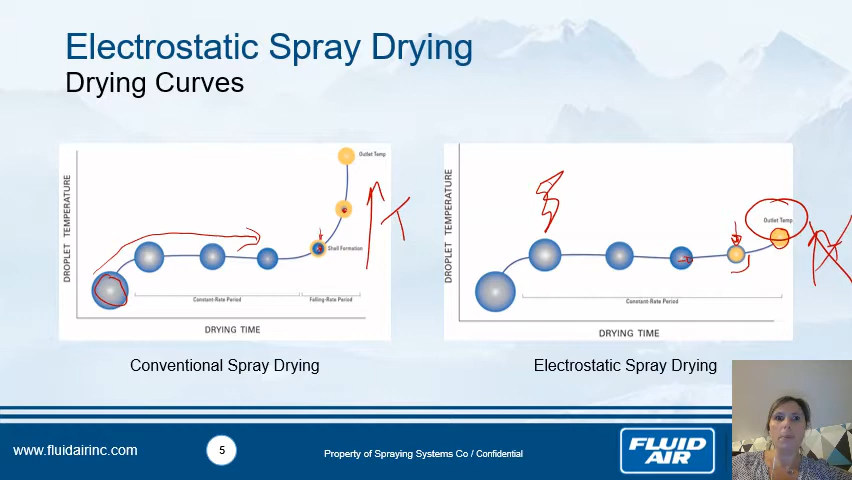 Electrostatic Spray Drying
Drying Curves
DROPLET TEMPERATURE
Outlet Temp
T
Shell Formation
Constant-Rate Period
Falling-Rate Period
DRYING TIME
Conventional Spray Drying
DROPLET TEMPERATURE
Outlet Temp
Constant-Rate Period
DRYING TIME
Electrostatic Spray Drying
www.fluidairinc.com
5
Property of Spraying Systems Co / Confidential
FLUID
AIR